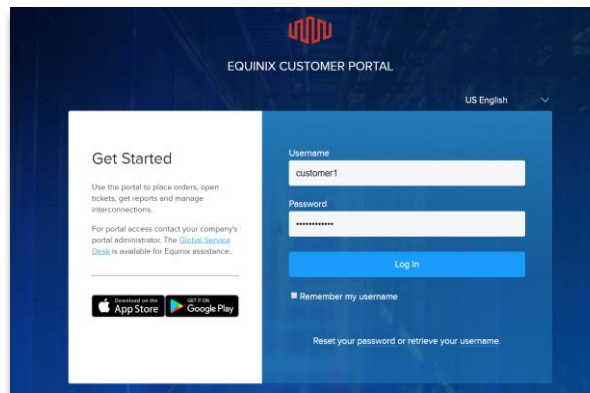 EQUINIX CUSTOMER PORTAL
US English
Get Started
Use the portal to place orders, open
tickets, get reports and manage
interconnections.
For portal access contact your company's
portal administrator. The Global Service
Desk is available for Equinix assistance.
Download on the
App Store
GET IT ON
Google Play
Username
customer1
Password
••••••••••••
Log In
Remember my username
Reset your password or retrieve your username.